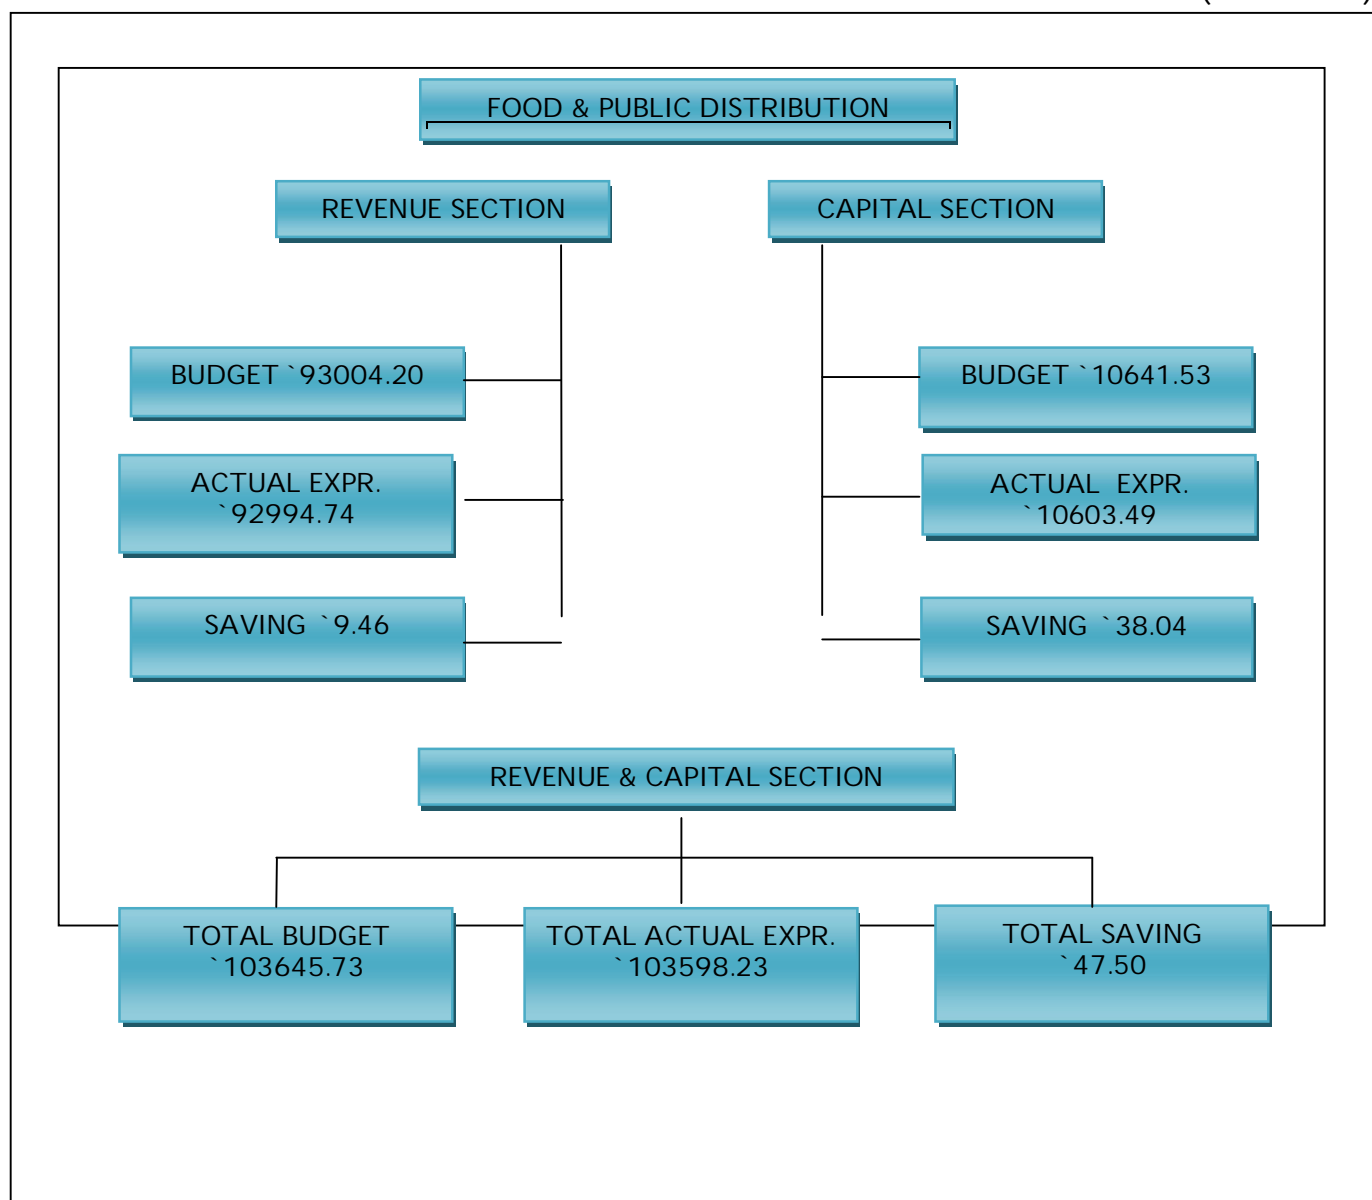 FOOD & PUBLIC DISTRIBUTION
REVENUE SECTION
CAPITAL SECTION
BUDGET `93004.20
BUDGET `10641.53
ACTUAL EXPR.
`92994.74
ACTUAL  EXPR.
`10603.49
SAVING `9.46
SAVING `38.04
REVENUE & CAPITAL SECTION
TOTAL BUDGET
`103645.73
TOTAL ACTUAL EXPR.
`103598.23
TOTAL SAVING
`47.50